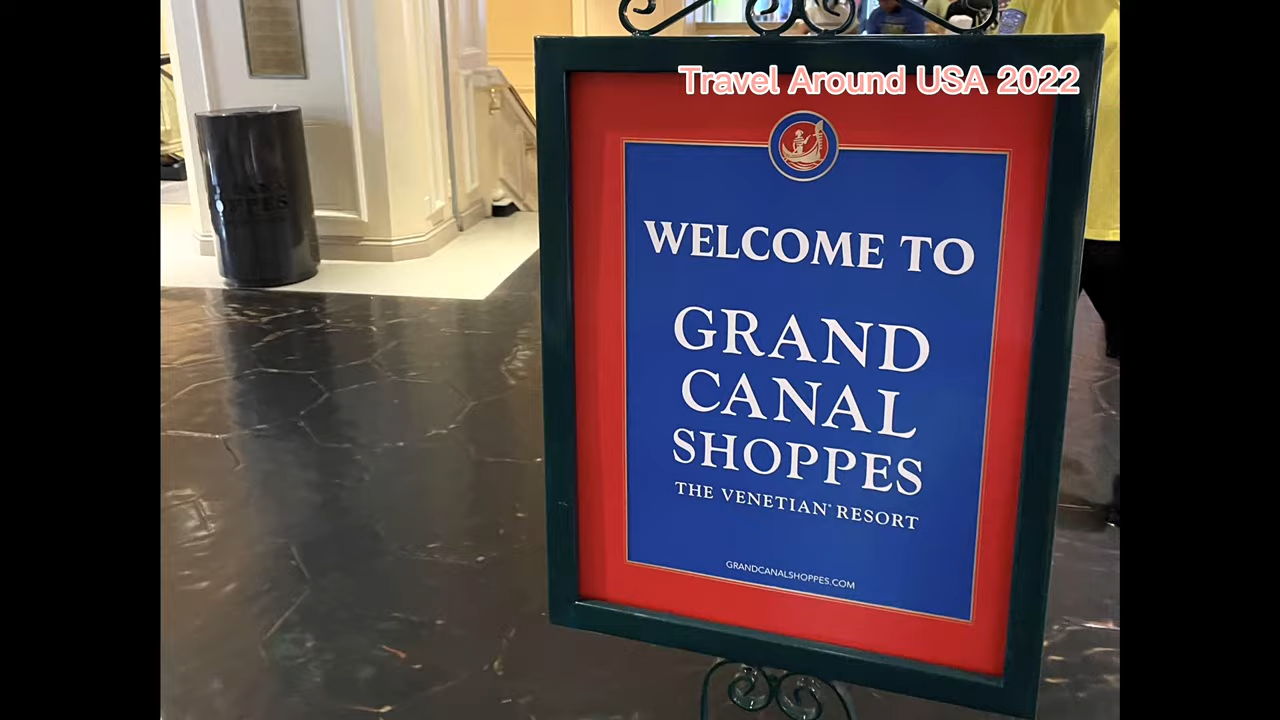 Travel Around USA 2022
WELCOME TO
GRAND
CANAL
SHOPPES
THE VENETIAN® RESORT
GRANDCANALSHOPPES.COM